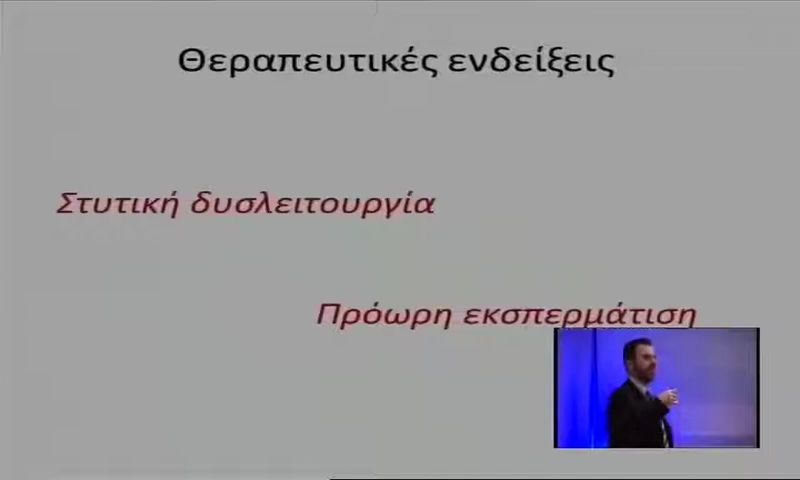 Θεραπευτικές ενδείξεις
Στυτική δυσλειτουργία
Πρόωρη εκσπερμάτιση